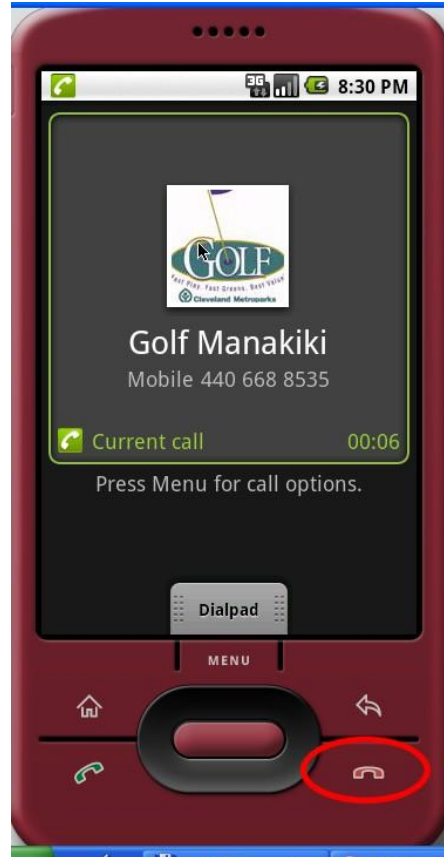 3G
8:30 PM
GOLF
Fast Play. Fast Greens. Best Value
Cleveland Metroparks
Golf Manakiki
Mobile 440 668 8535
Current call 00:06
Press Menu for call options.
Dialpad
MENU